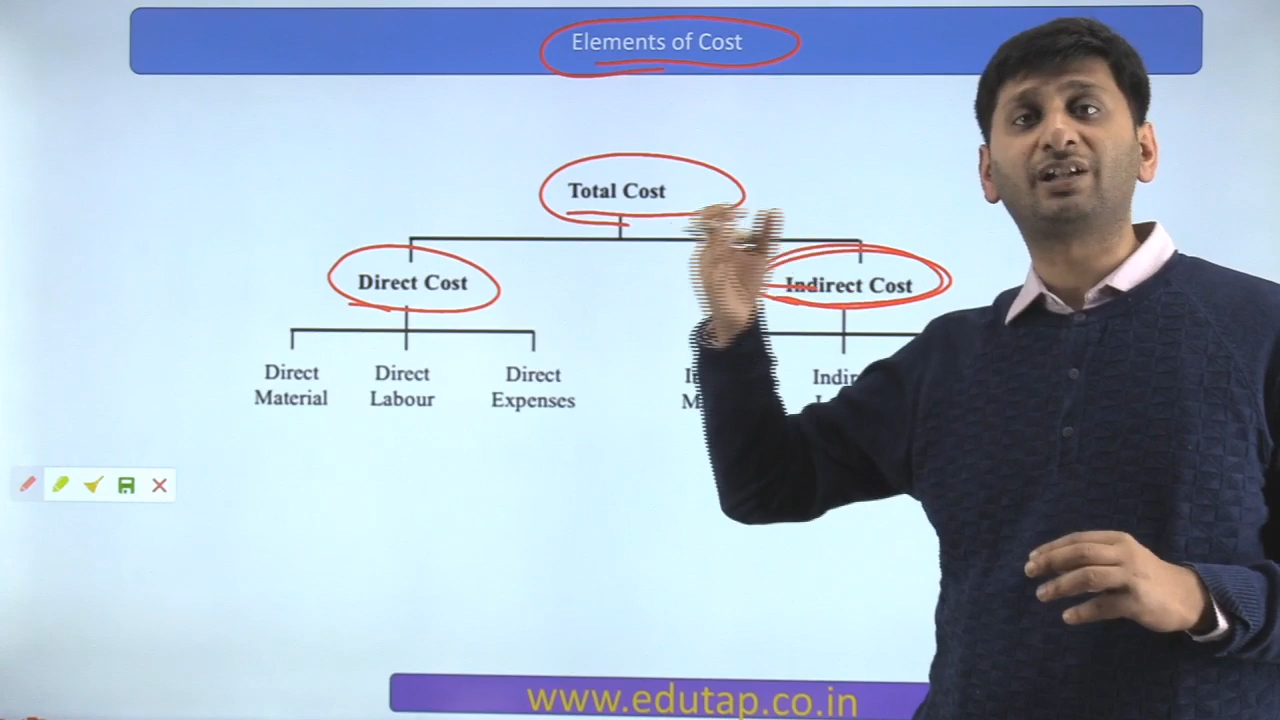 Elements of Cost
Total Cost
Direct Cost
Indirect Cost
Direct
Material
Direct
Labour
Direct
Expenses
www.edutap.co.in